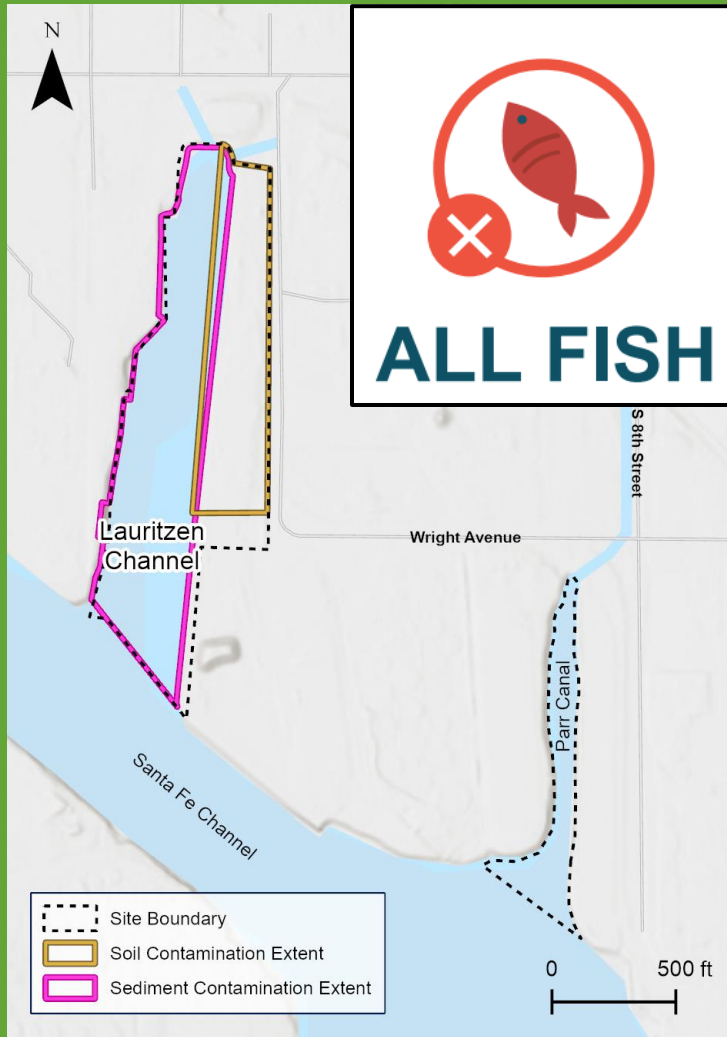 N
ALL FISH
S 8th Street
Wright Avenue
Lauritzen
Channel
Parr Canal
Santa Fe Channel
Site Boundary
Soil Contamination Extent
Sediment Contamination Extent
0 500 ft